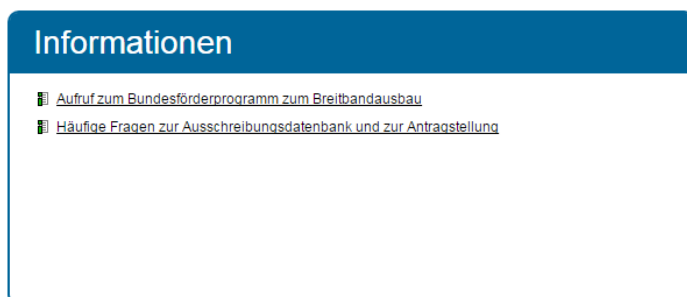 Informationen
Aufruf zum Bundesförderprogramm zum Breitbandausbau
Häufige Fragen zur Ausschreibungsdatenbank und zur Antragstellung